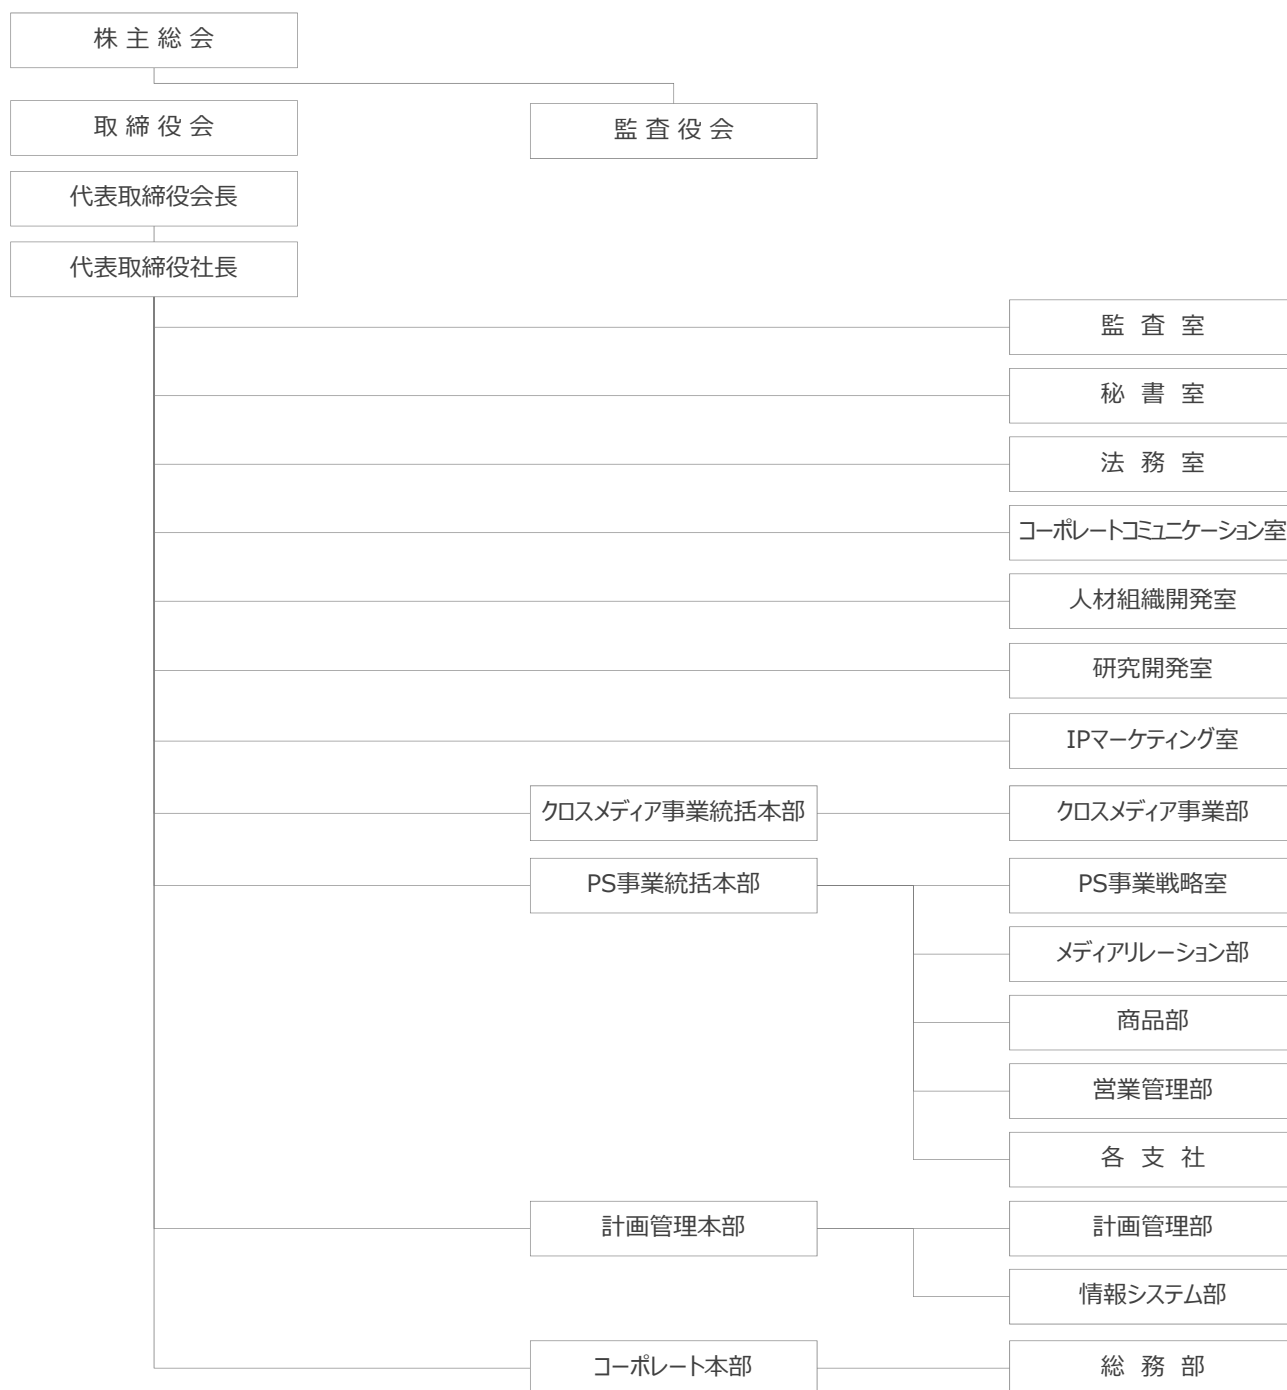 株 主 総 会
取 締 役 会
監 査 役 会
代表取締役会長
代表取締役社長
監 査 室
秘 書 室
法 務 室
コーポレートコミュニケーション室
人材組織開発室
研究開発室
IPマーケティング室
クロスメディア事業統括本部
クロスメディア事業部
PS事業統括本部
PS事業戦略室
メディアリレーション部
商品部
営業管理部
各 支 社
計画管理本部
計画管理部
情報システム部
コーポレート本部
総 務 部